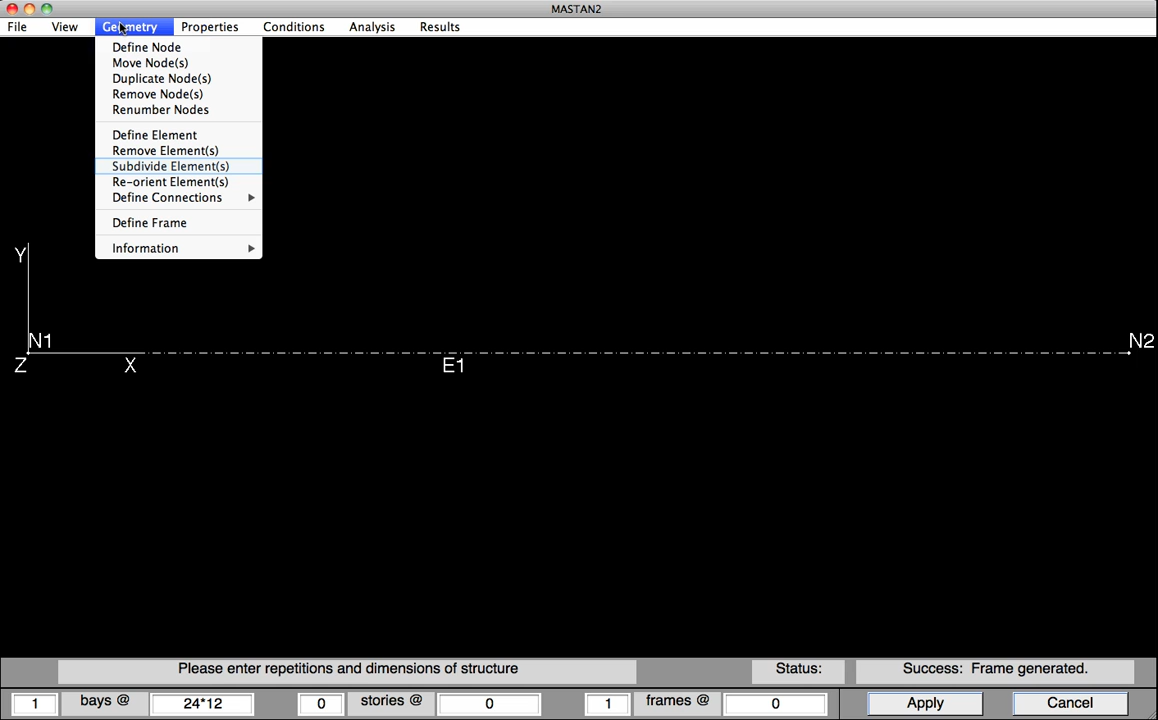 MASTAN2
File View Geometry Properties Conditions Analysis Results
Define Node
Move Node(s)
Duplicate Node(s)
Remove Node(s)
Renumber Nodes
Define Element
Remove Element(s)
Subdivide Element(s)
Re-orient Element(s)
Define Connections
Define Frame
Information
Y
N1
N2
Z
X
E1
Please enter repetitions and dimensions of structure
Status:
Success: Frame generated.
1 bays @ 24*12 0 stories @ 0 1 frames @ 0 Apply Cancel